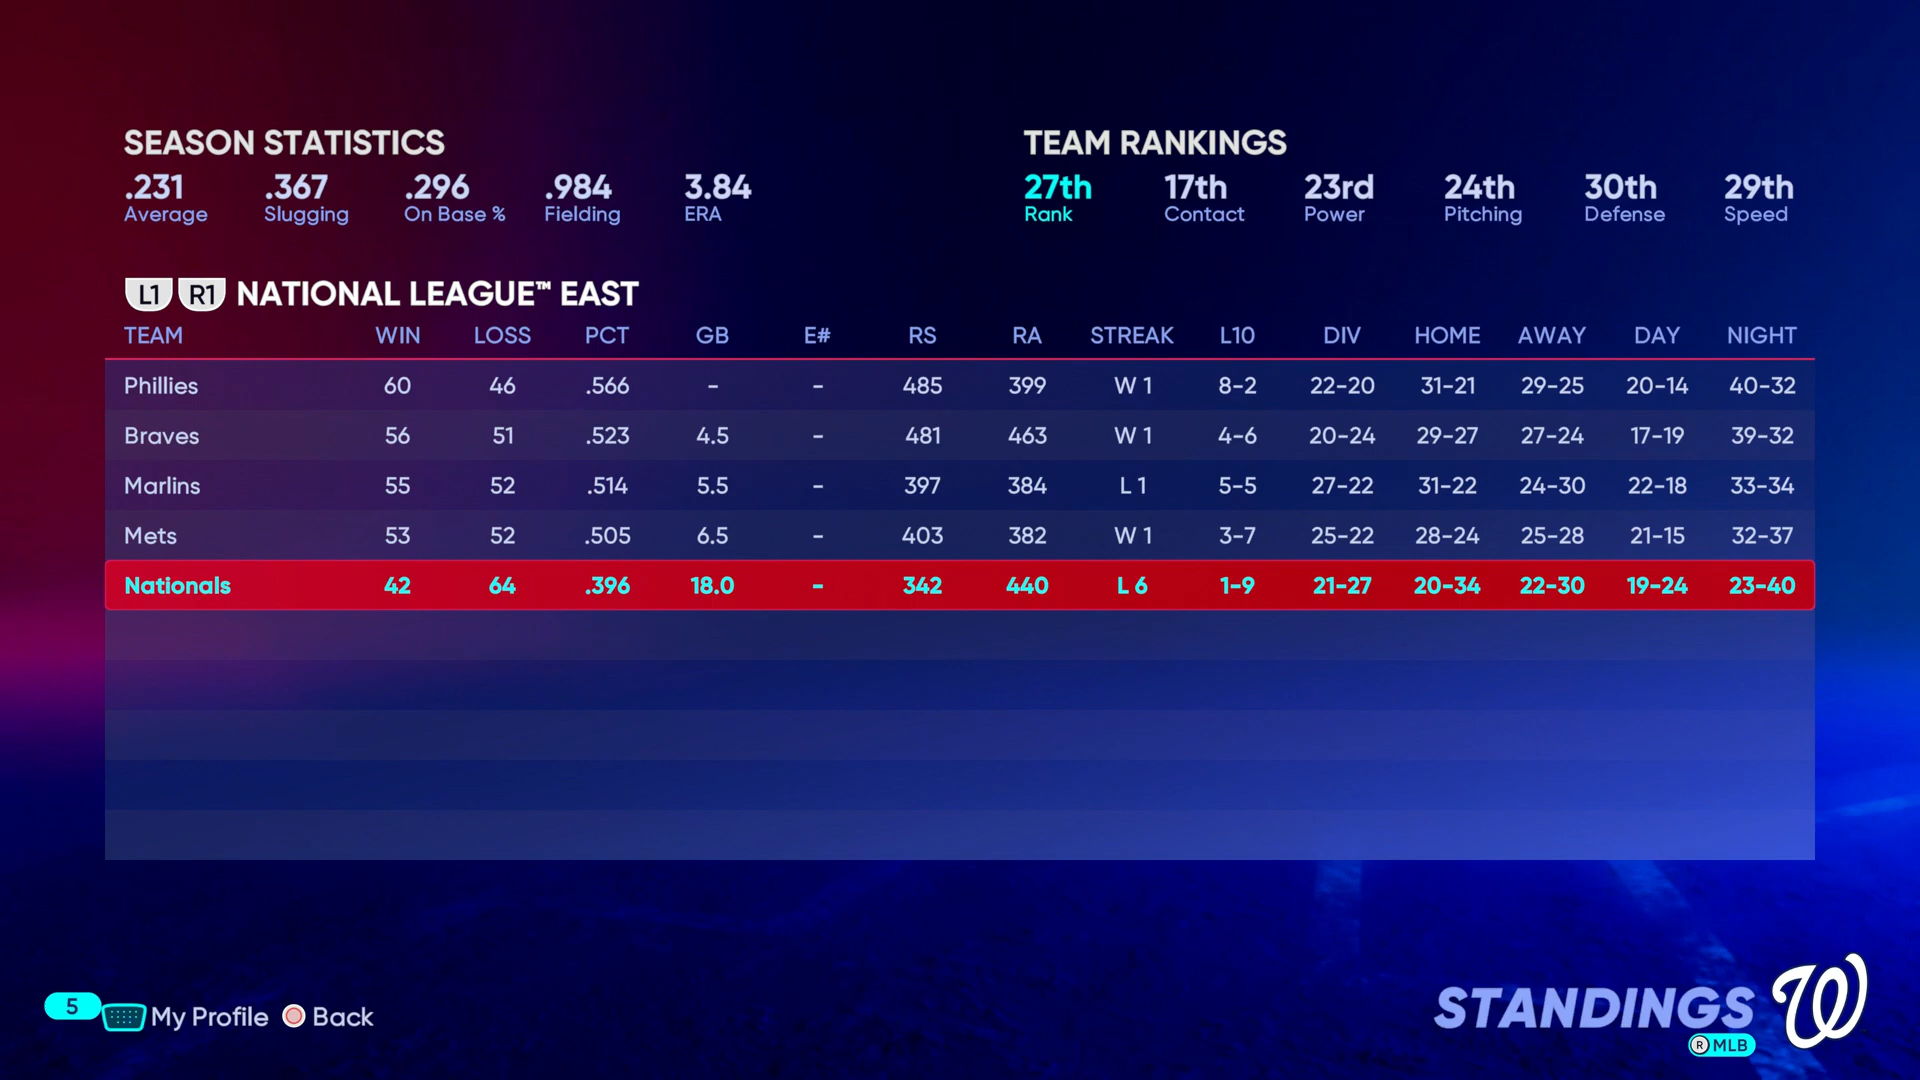 SEASON STATISTICS
.231 .367 .296 .984 3.84
Average Slugging On Base % Fielding ERA
TEAM RANKINGS
27th 17th 23rd 24th 30th 29th
Rank Contact Power Pitching Defense Speed
L1 R1 NATIONAL LEAGUE™ EAST
TEAM WIN LOSS PCT GB E# RS RA STREAK L10 DIV HOME AWAY DAY NIGHT
Phillies 60 46 .566 - - 485 399 W 1 8-2 22-20 31-21 29-25 20-14 40-32
Braves 56 51 .523 4.5 - 481 463 W 1 4-6 20-24 29-27 27-24 17-19 39-32
Marlins 55 52 .514 5.5 - 397 384 L 1 5-5 27-22 31-22 24-30 22-18 33-34
Mets 53 52 .505 6.5 - 403 382 W 1 3-7 25-22 28-24 25-28 21-15 32-37
Nationals 42 64 .396 18.0 - 342 440 L 6 1-9 21-27 20-34 22-30 19-24 23-40
5 My Profile Back
STANDINGS W
R MLB